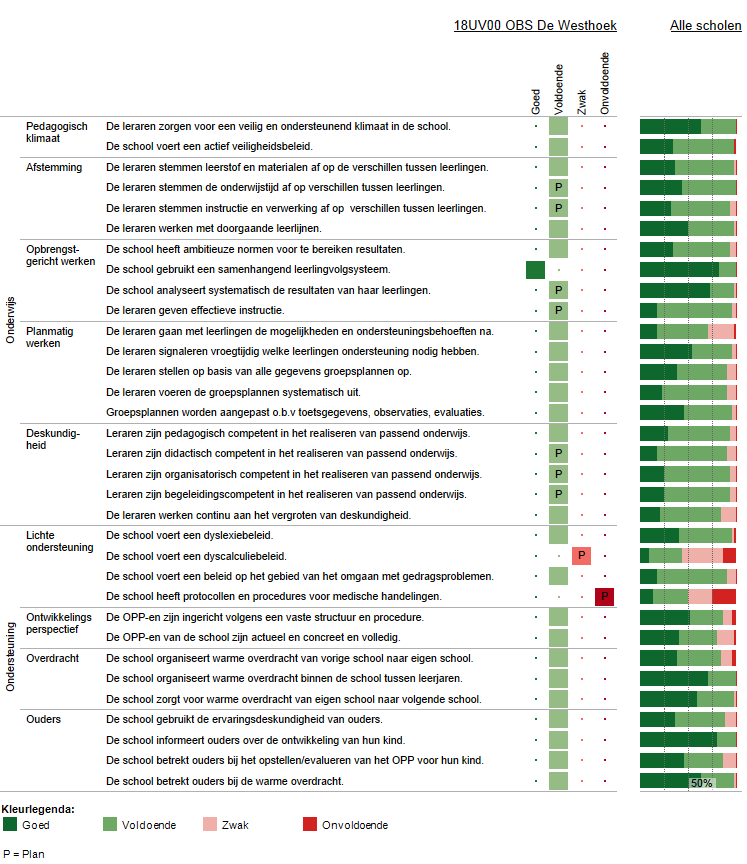 18UV00 OBS De Westhoek Alle scholen
Goed Voldoende Zwak Onvoldoende
Onderwijs
Pedagogisch klimaat
De leraren zorgen voor een veilig en ondersteunend klimaat in de school.
De school voert een actief veiligheidsbeleid.
Afstemming
De leraren stemmen leerstof en materialen af op de verschillen tussen leerlingen.
De leraren stemmen de onderwijstijd af op verschillen tussen leerlingen. P
De leraren stemmen instructie en verwerking af op verschillen tussen leerlingen. P
De leraren werken met doorgaande leerlijnen.
Opbrengst-
gericht werken
De school heeft ambitieuze normen voor te bereiken resultaten.
De school gebruikt een samenhangend leerlingvolgsysteem.
De school analyseert systematisch de resultaten van haar leerlingen. P
De leraren geven effectieve instructie. P
Planmatig
werken
De leraren gaan met leerlingen de mogelijkheden en ondersteuningsbehoeften na.
De leraren signaleren vroegtijdig welke leerlingen ondersteuning nodig hebben.
De leraren stellen op basis van alle gegevens groepsplannen op.
De leraren voeren de groepsplannen systematisch uit.
Groepsplannen worden aangepast o.b.v toetsgegevens, observaties, evaluaties.
Deskundig-
heid
Leraren zijn pedagogisch competent in het realiseren van passend onderwijs.
Leraren zijn didactisch competent in het realiseren van passend onderwijs. P
Leraren zijn organisatorisch competent in het realiseren van passend onderwijs. P
Leraren zijn begeleidingscompetent in het realiseren van passend onderwijs. P
De leraren werken continu aan het vergroten van deskundigheid.
Ondersteuning
Lichte
ondersteuning
De school voert een dyslexiebeleid.
De school voert een dyscalculiebeleid. P
De school voert een beleid op het gebied van het omgaan met gedragsproblemen.
De school heeft protocollen en procedures voor medische handelingen. P
Ontwikkelings
perspectief
De OPP-en zijn ingericht volgens een vaste structuur en procedure.
De OPP-en van de school zijn actueel en concreet en volledig.
Overdracht
De school organiseert warme overdracht van vorige school naar eigen school.
De school organiseert warme overdracht binnen de school tussen leerjaren.
De school zorgt voor warme overdracht van eigen school naar volgende school.
Ouders
De school gebruikt de ervaringsdeskundigheid van ouders.
De school informeert ouders over de ontwikkeling van hun kind.
De school betrekt ouders bij het opstellen/evalueren van het OPP voor hun kind.
De school betrekt ouders bij de warme overdracht.
50%
Kleurlegenda:
Goed Voldoende Zwak Onvoldoende
P = Plan